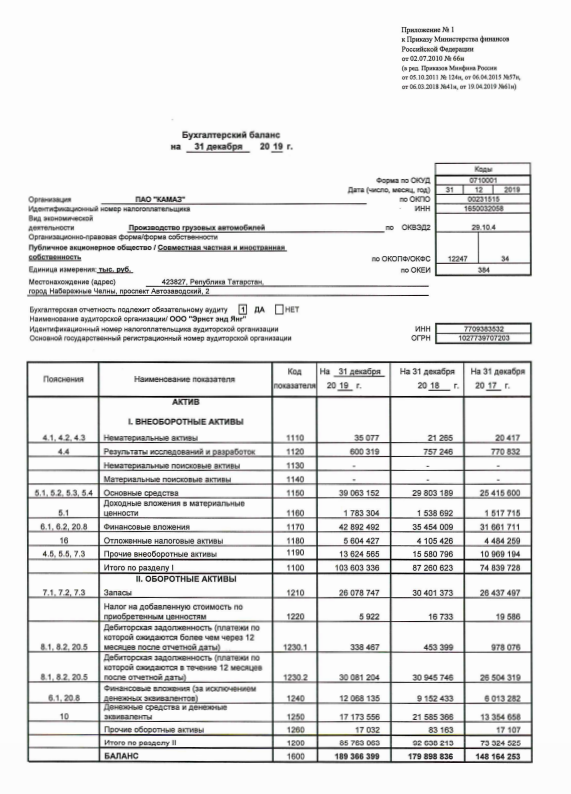 Приложение № 1
к Приказу Министерства финансов
Российской Федерации
от 02.07.2010 № 66н
(в ред. Приказов Минфина России
от 05.10.2011 № 124н, от 06.04.2015 №57н,
от 06.03.2018 №41н, от 19.04.2019 №61н)
Бухгалтерский баланс
на 31 декабря 20 19 г.
Коды
Форма по ОКУД 0710001
Дата (число, месяц, год) 31 12 2019
Организация ПАО "КАМАЗ" по ОКПО 00231515
Идентификационный номер налогоплательщика ИНН 1650032058
Вид экономической
деятельности Производство грузовых автомобилей по ОКВЭД2 29.10.4
Организационно-правовая форма/форма собственности
Публичное акционерное общество / Совместная частная и иностранная
собственность по ОКОПФ/ОКФС 12247 34
Единица измерения: тыс. руб. по ОКЕИ 384
Местонахождение (адрес) 423827, Република Татарстан,
город Набережные Челны, проспект Автозаводский, 2
Бухгалтерская отчетность подлежит обязательному аудиту 1 ДА НЕТ
Наименование аудиторской организации/ ООО "Эрнст энд Янг"
Идентификационный номер налогоплательщика аудиторской организации ИНН 7709383532
Основной государственный регистрационный номер аудиторской организации ОГРН 1027739707203
Пояснения Наименование показателя Код показателя На 31 декабря 20 19 г. На 31 декабря 20 18 г. На 31 декабря 20 17 г.
АКТИВ
I. ВНЕОБОРОТНЫЕ АКТИВЫ
4.1, 4.2, 4.3 Нематериальные активы 1110 35 077 21 265 20 417
4.4 Результаты исследований и разработок 1120 600 319 757 246 770 832
Нематериальные поисковые активы 1130 - - -
Материальные поисковые активы 1140 - - -
5.1, 5.2, 5.3, 5.4 Основные средства 1150 39 063 152 29 803 189 25 415 600
Доходные вложения в материальные
5.1 ценности 1160 1 783 304 1 538 692 1 517 715
6.1, 6.2, 20.8 Финансовые вложения 1170 42 892 492 35 454 009 31 661 711
16 Отложенные налоговые активы 1180 5 604 427 4 105 426 4 484 259
4.5, 5.5, 7.3 Прочие внеоборотные активы 1190 13 624 565 15 580 796 10 969 194
Итого по разделу I 1100 103 603 336 87 260 623 74 839 728
II. ОБОРОТНЫЕ АКТИВЫ
7.1, 7.2, 7.3 Запасы 1210 26 078 747 30 401 373 26 437 497
Налог на добавленную стоимость по
приобретенным ценностям 1220 5 922 16 733 19 586
Дебиторская задолженность (платежи по
которой ожидаются более чем через 12
8.1, 8.2, 20.5 месяцев после отчетной даты) 1230.1 338 467 453 399 978 076
Дебиторская задолженность (платежи по
которой ожидаются в течение 12 месяцев
8.1, 8.2, 20.5 после отчетной даты) 1230.2 30 081 204 30 945 746 26 504 319
Финансовые вложения (за исключением
6.1, 20.8 денежных эквивалентов) 1240 12 068 135 9 152 433 6 013 282
Денежные средства и денежные
10 эквиваленты 1250 17 173 556 21 585 366 13 354 658
Прочие оборотные активы 1260 17 032 83 163 17 107
Итого по разделу II 1200 85 763 063 92 638 213 73 324 525
БАЛАНС 1600 189 366 399 179 898 836 148 164 253